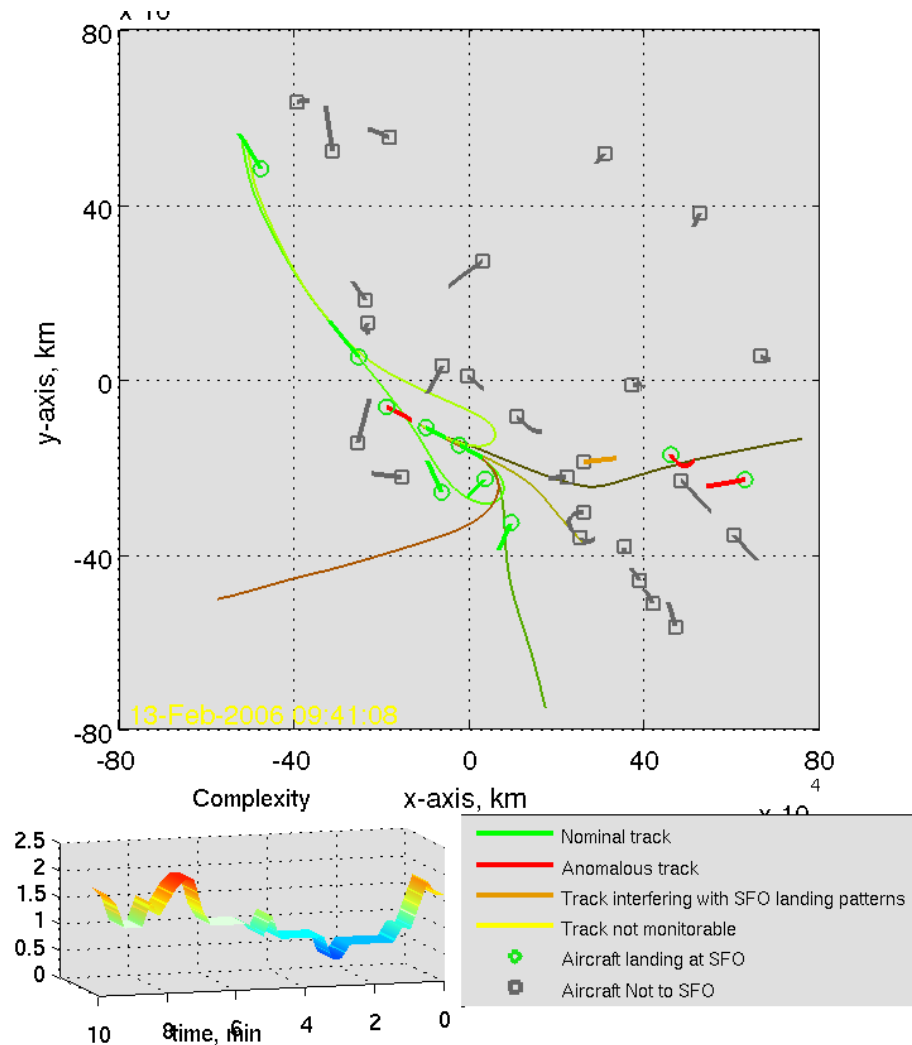 80
40
0
-40
-80
y-axis, km
13-Feb-2006 09:41:08
-80 -40 0 40 80
4
Complexity
x-axis, km
2.5
2
1.5
1
0.5
0
10 8 6 4 2 0
time, min
Nominal track
Anomalous track
Track interfering with SFO landing patterns
Track not monitorable
Aircraft landing at SFO
Aircraft Not to SFO